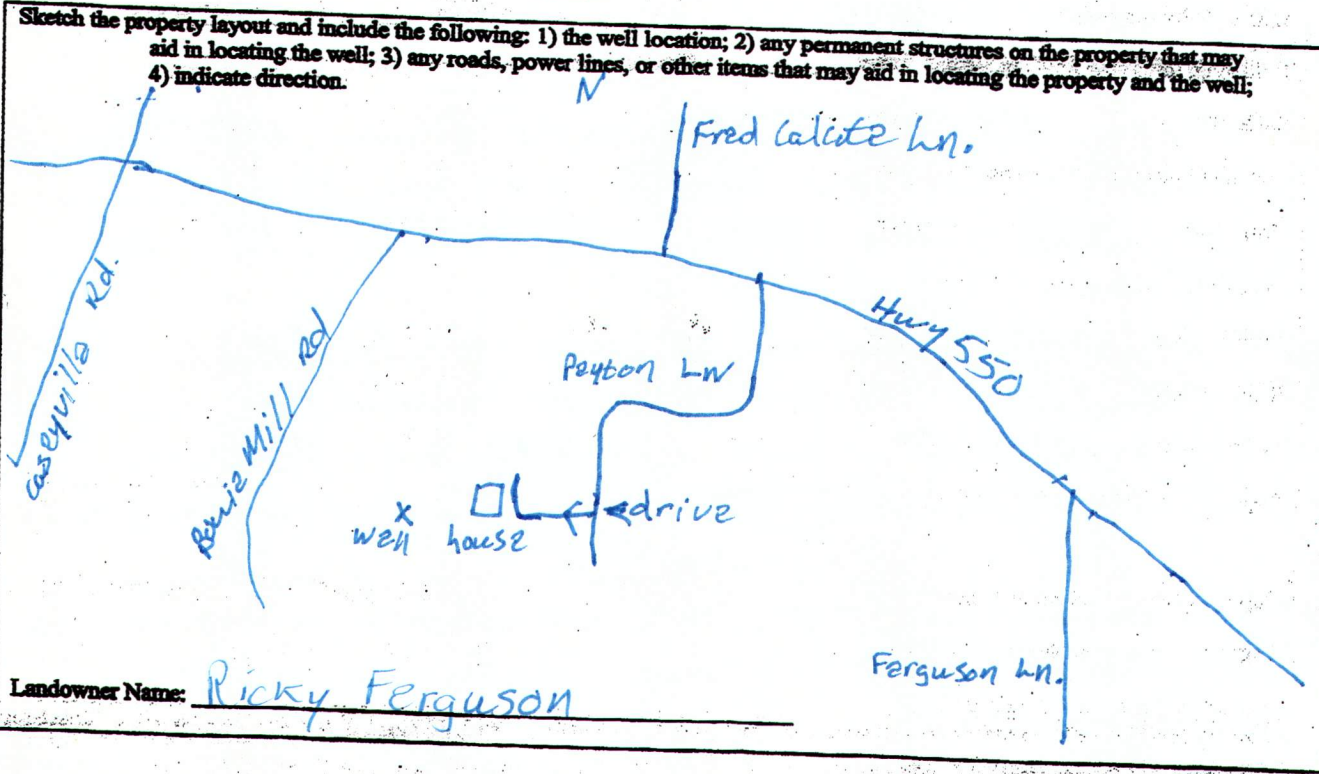 Sketch the property layout and include the following: 1) the well location; 2) any permanent structures on the property that may
aid in locating the well; 3) any roads, power lines, or other items that may aid in locating the property and the well;
4) indicate direction.
N
Fred Calcote Ln.
Hwy 550
Caseyville Rd.
Mill Rd
Peyton LN
drive
x
well
house
Ferguson Ln.
Landowner Name: Ricky Ferguson